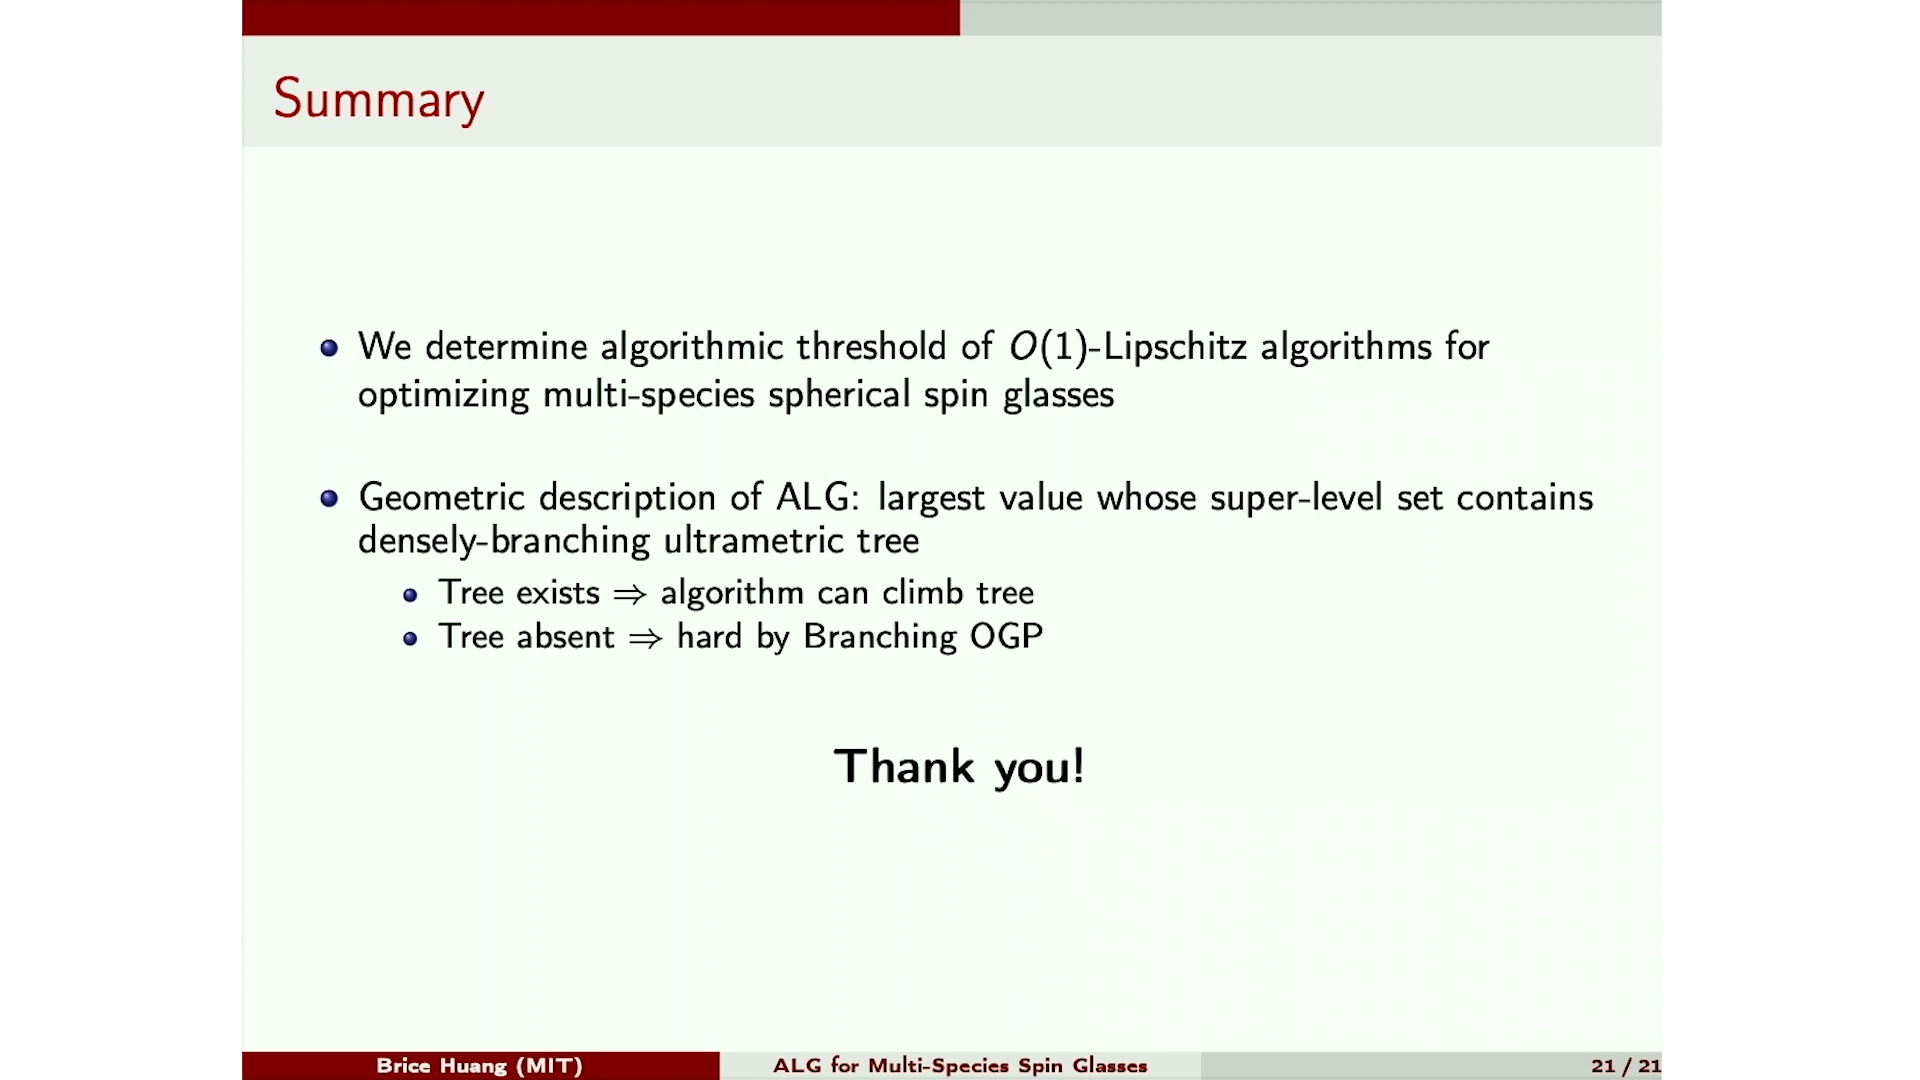 Summary
We determine algorithmic threshold of O(1)-Lipschitz algorithms for
optimizing multi-species spherical spin glasses
Geometric description of ALG: largest value whose super-level set contains
densely-branching ultrametric tree
Tree exists ⇒ algorithm can climb tree
Tree absent ⇒ hard by Branching OGP
Thank you!
Brice Huang (MIT) ALG for Multi-Species Spin Glasses 21 / 21